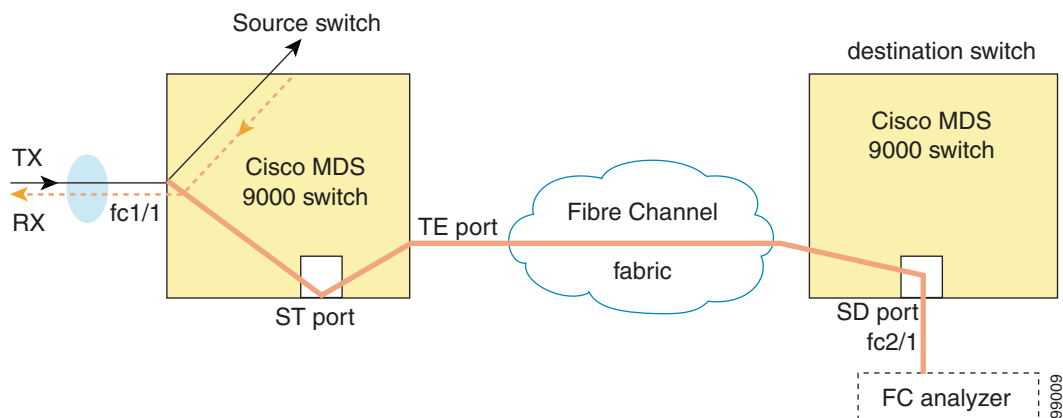 Source switch
destination switch
Cisco MDS
9000 switch
Cisco MDS
9000 switch
TX
RX
fc1/1
TE port
Fibre Channel
fabric
ST port
SD port
fc2/1
FC analyzer
99009